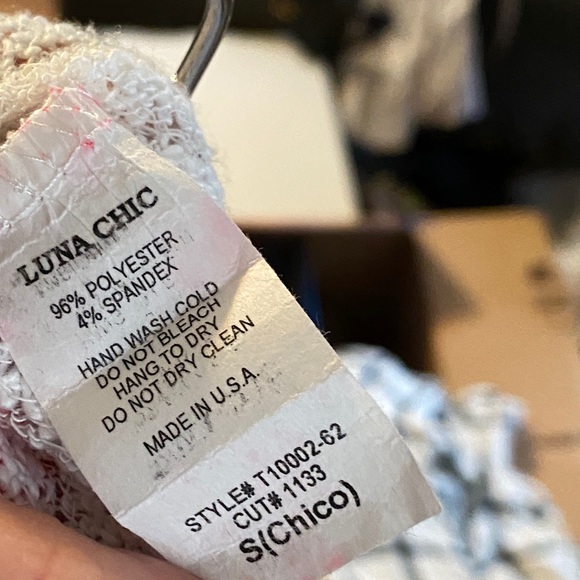 LUNA CHIC
96% POLYESTER
4% SPANDEX
HAND WASH COLD
DO NOT BLEACH
HANG TO DRY
DO NOT DRY CLEAN
MADE IN U.S.A.
STYLE# T10002-62
CUT# 1133
S(Chico)